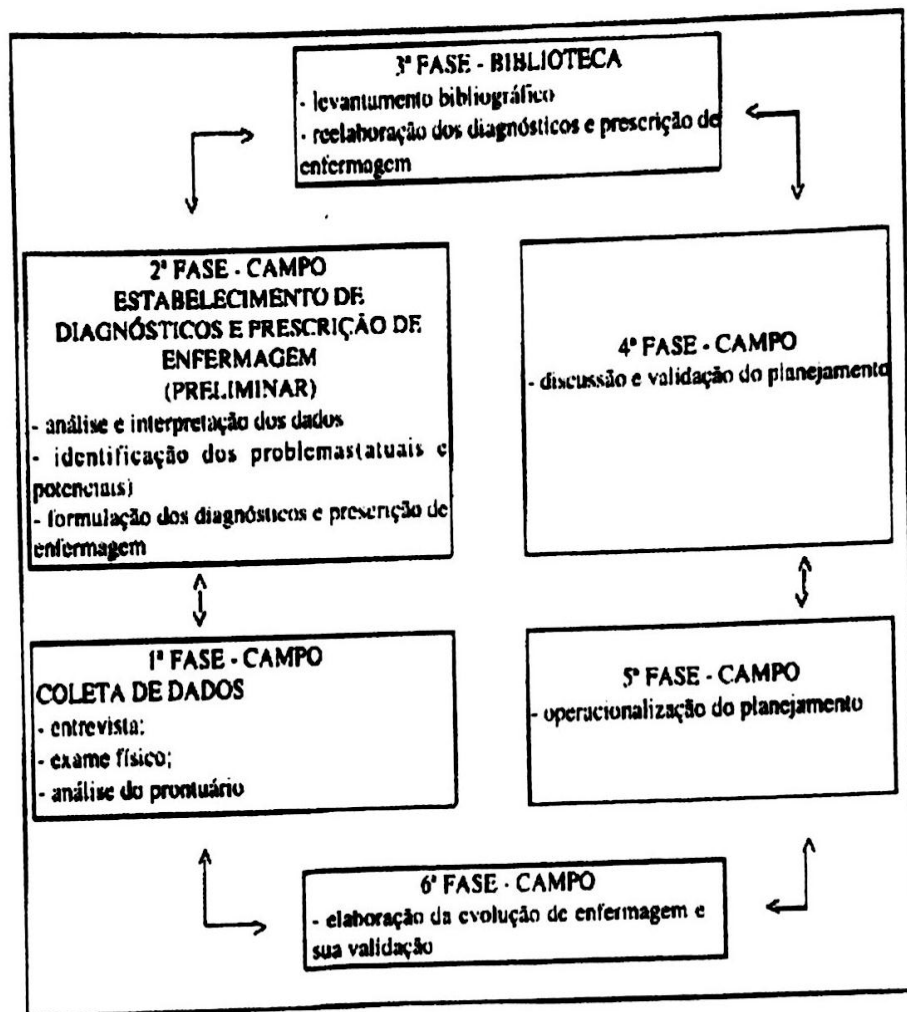 3ª FASE - BIBLIOTECA
- levantamento bibliográfico
- reelaboração dos diagnósticos e prescrição de
enfermagem
2ª FASE - CAMPO
ESTABELECIMENTO DE
DIAGNÓSTICOS E PRESCRIÇÃO DE
ENFERMAGEM
(PRELIMINAR)
- análise e interpretação dos dados
- identificação dos problemastatuais e
potenciais)
- formulação dos diagnósticos e prescrição de
enfermagem
4ª FASE - CAMPO
- discussão e validação do planejamento
1ª FASE - CAMPO
COLETA DE DADOS
- entrevista;
- exame físico;
- análise do prontuário
5ª FASE - CAMPO
- operacionalização do planejamento
6ª FASE - CAMPO
- elaboração da evolução de enfermagem e
sua validação